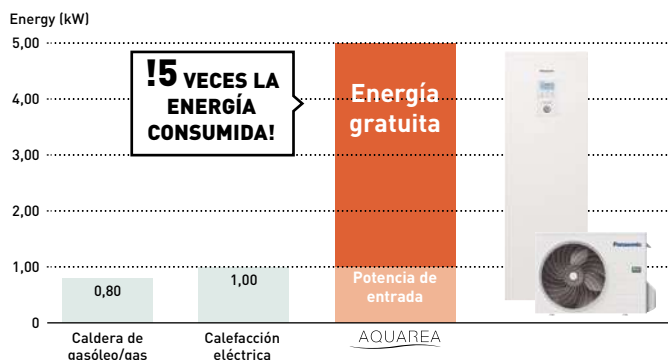 Energy (kW)
5,00
!5 VECES LA
ENERGÍA
CONSUMIDA!
4,00
Energía
gratuita
3,00
2,00
1,00
0,80
1,00
Potencia de
entrada
0
Caldera de
gasóleo/gas
Calefacción
eléctrica
AQUAREA
Panasonic